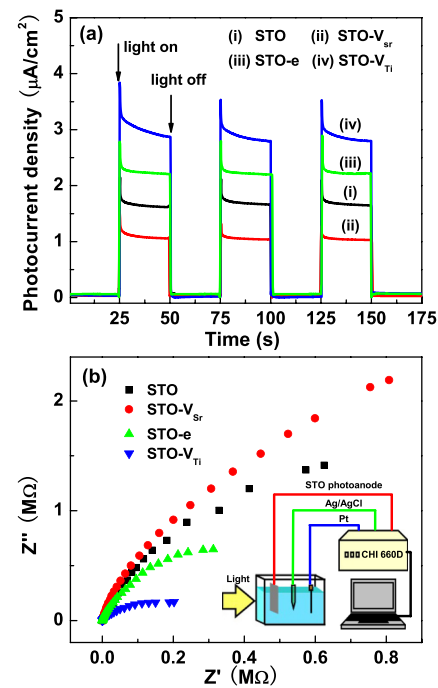 (a)
light on
light off
(i) STO (ii) STO-V_sr
(iii) STO-e (iv) STO-V_Ti
(iv)
(iii)
(i)
(ii)
Photocurrent density (μA/cm²)
4
3
2
1
0
25 50 75 100 125 150 175
Time (s)
(b)
STO
STO-V_Sr
STO-e
STO-V_Ti
Z'' (MΩ)
2
1
0
STO photoanode
Ag/AgCl
Pt
CHI 660D
Light
0.0 0.2 0.4 0.6 0.8
Z' (MΩ)